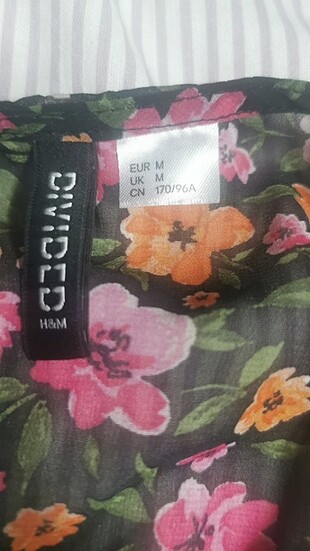 DIVIDED
H&M
EUR M
UK M
CN 170/96A